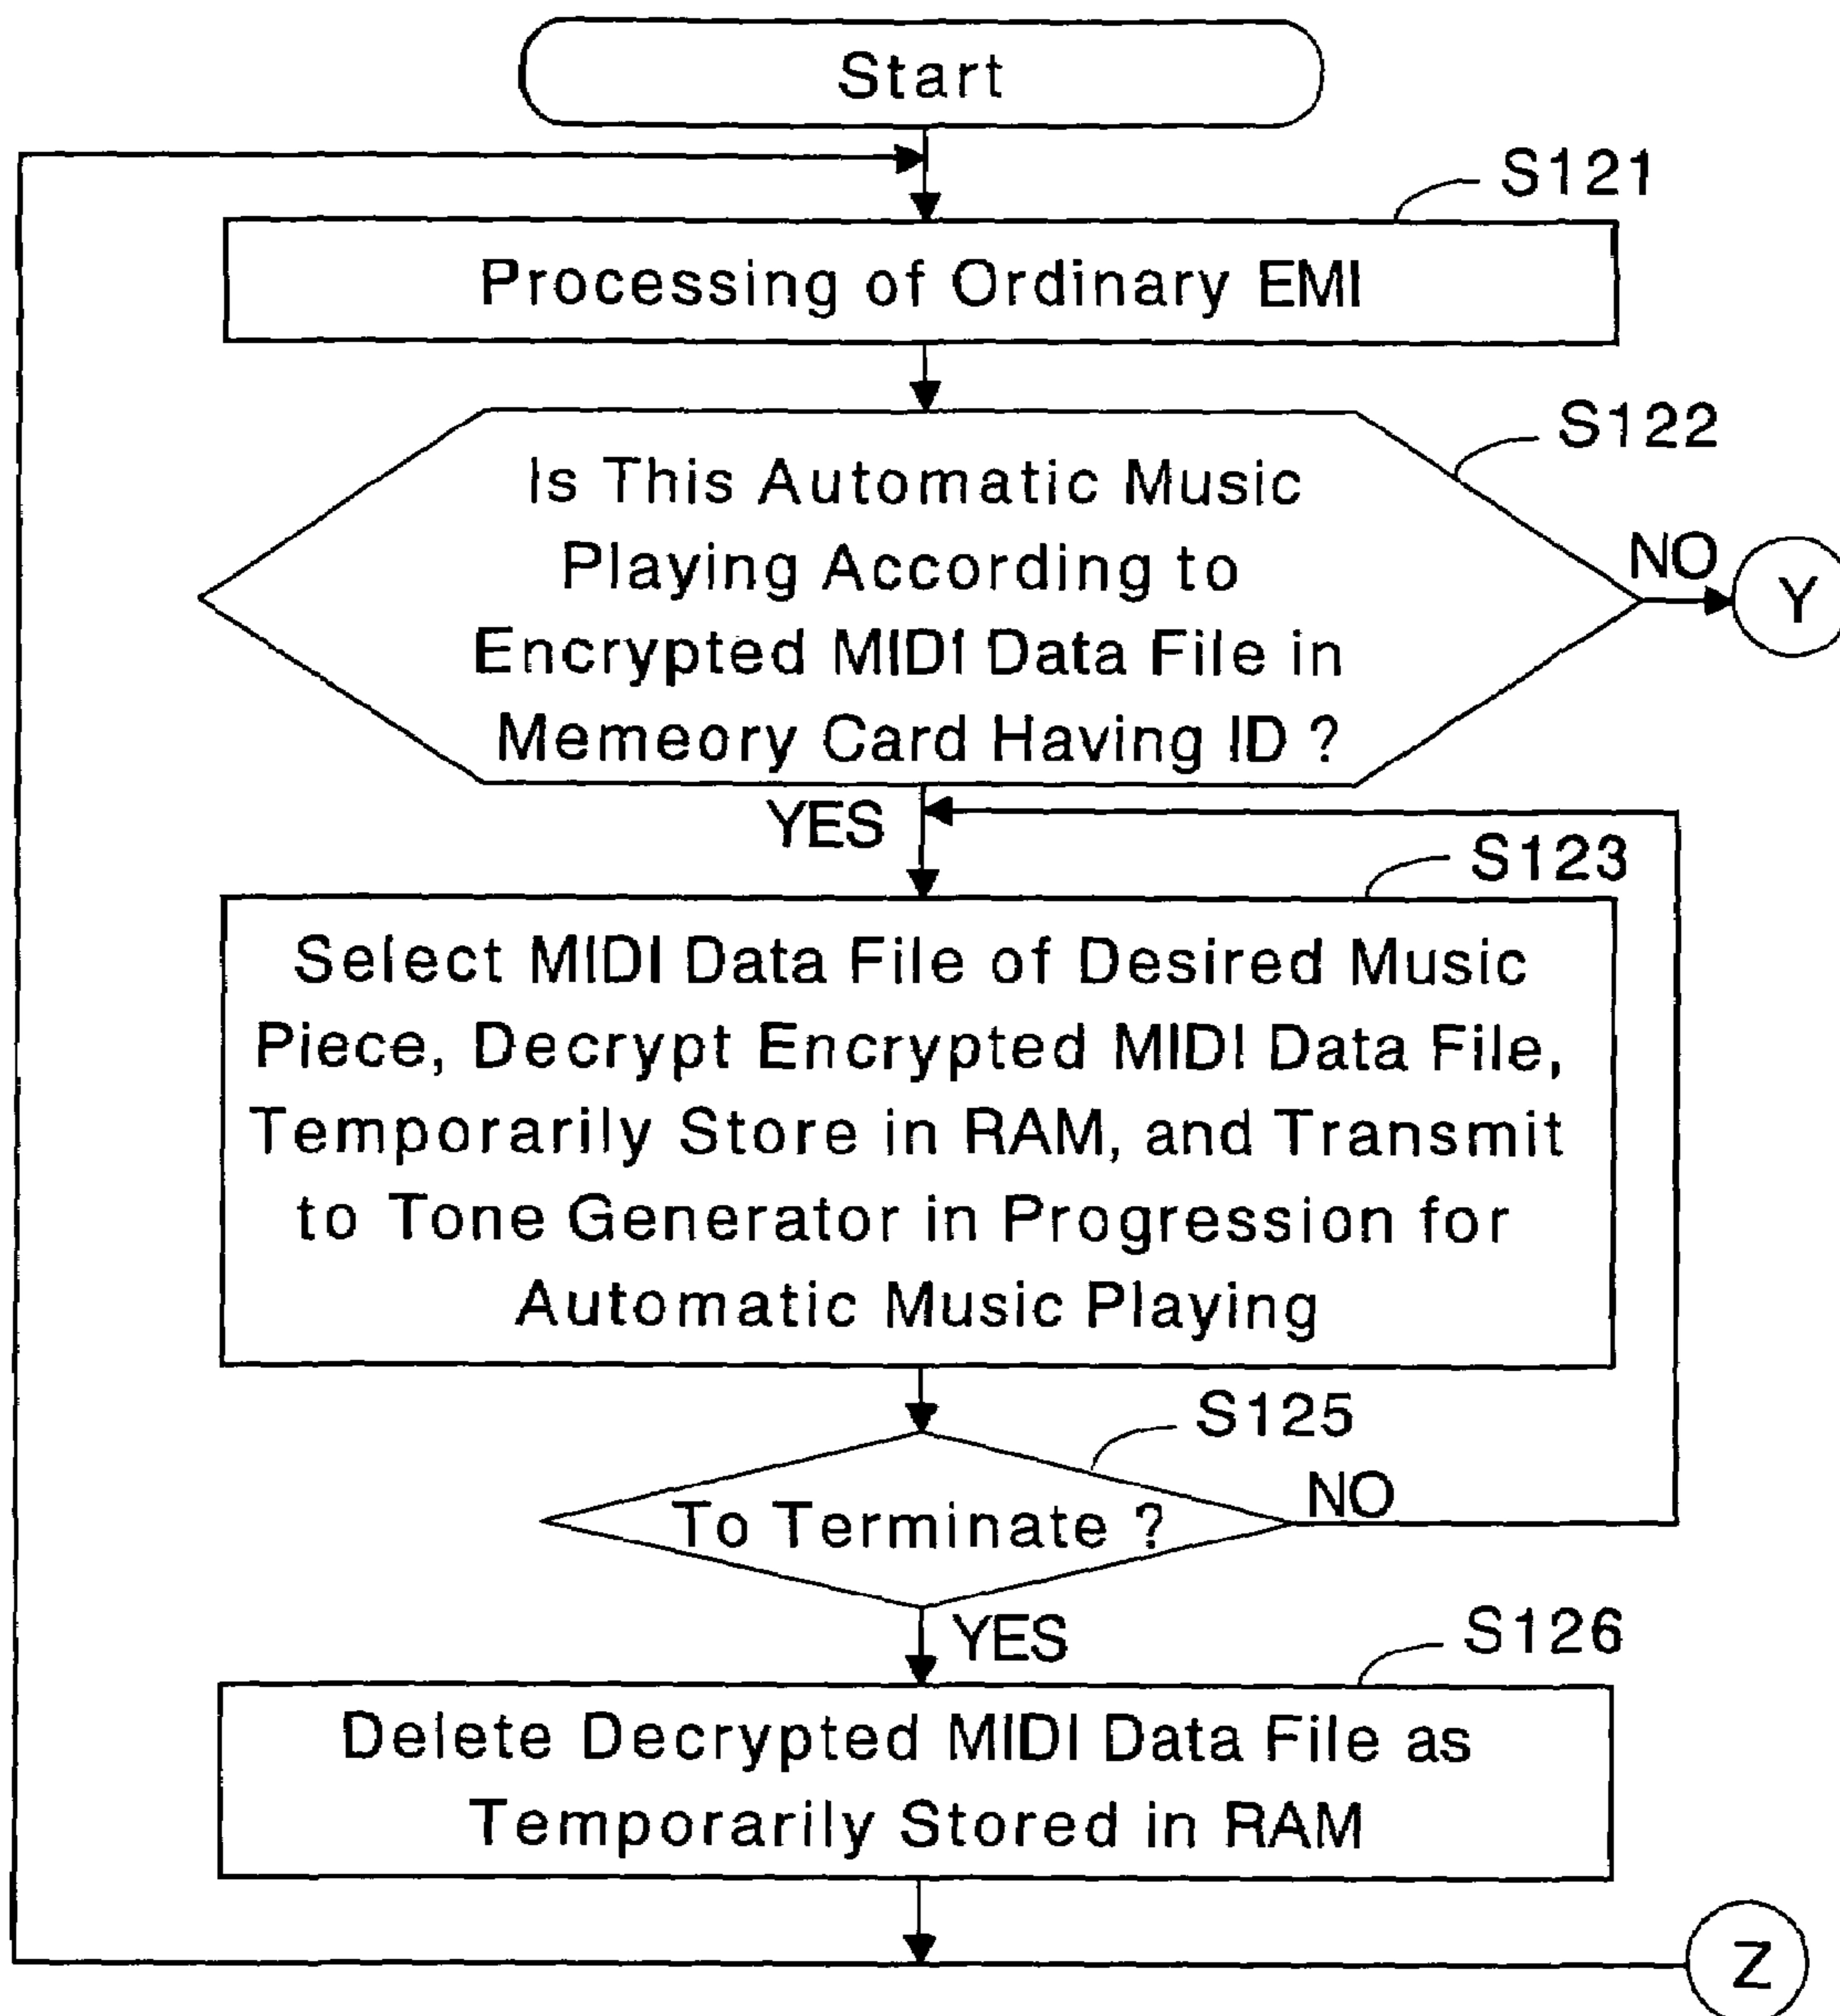 Start
S121
Processing of Ordinary EMI
S122
Is This Automatic Music
Playing According to
Encrypted MIDI Data File in
Memeory Card Having ID ?
NO
Y
YES
S123
Select MIDI Data File of Desired Music
Piece, Decrypt Encrypted MIDI Data File,
Temporarily Store in RAM, and Transmit
to Tone Generator in Progression for
Automatic Music Playing
S125
To Terminate ?
NO
YES
S126
Delete Decrypted MIDI Data File as
Temporarily Stored in RAM
Z